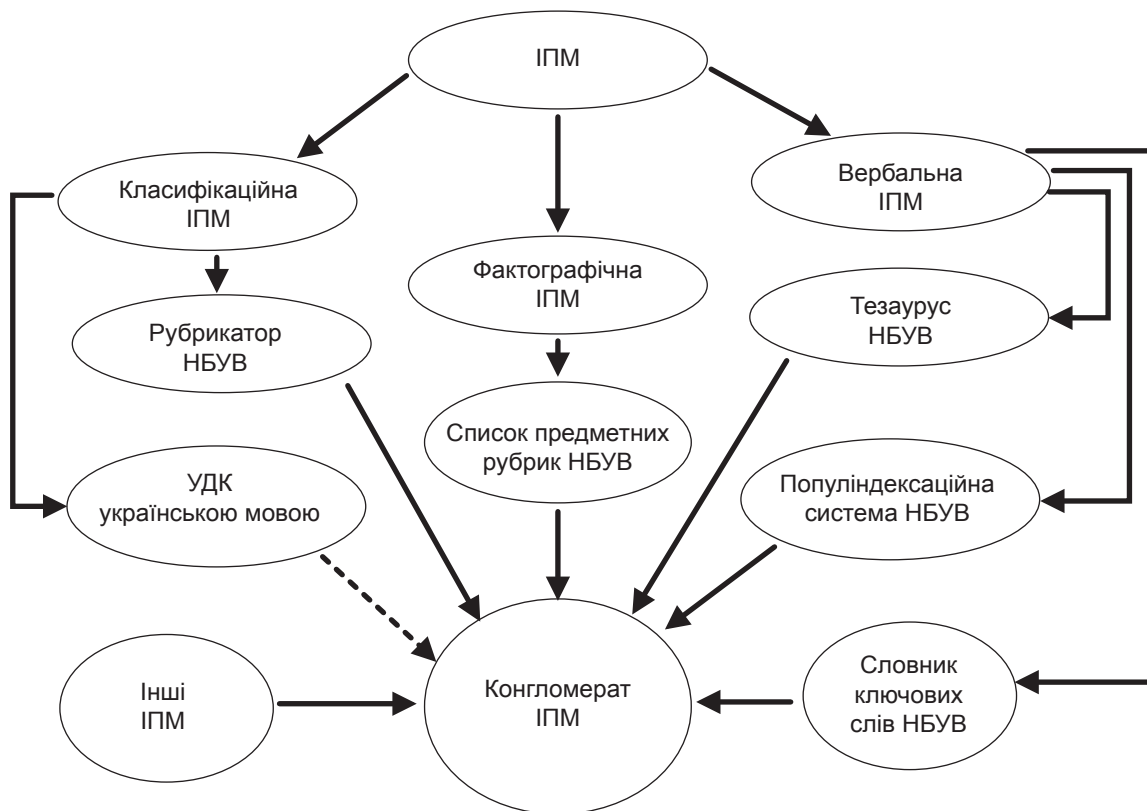 ІПМ
Класифікаційна
ІПМ
Вербальна
ІПМ
Фактографічна
ІПМ
Рубрикатор
НБУВ
Тезаурус
НБУВ
Список предметних
рубрик НБУВ
УДК
українською мовою
Популіндексаційна
система НБУВ
Інші
ІПМ
Конгломерат
ІПМ
Словник
ключових
слів НБУВ